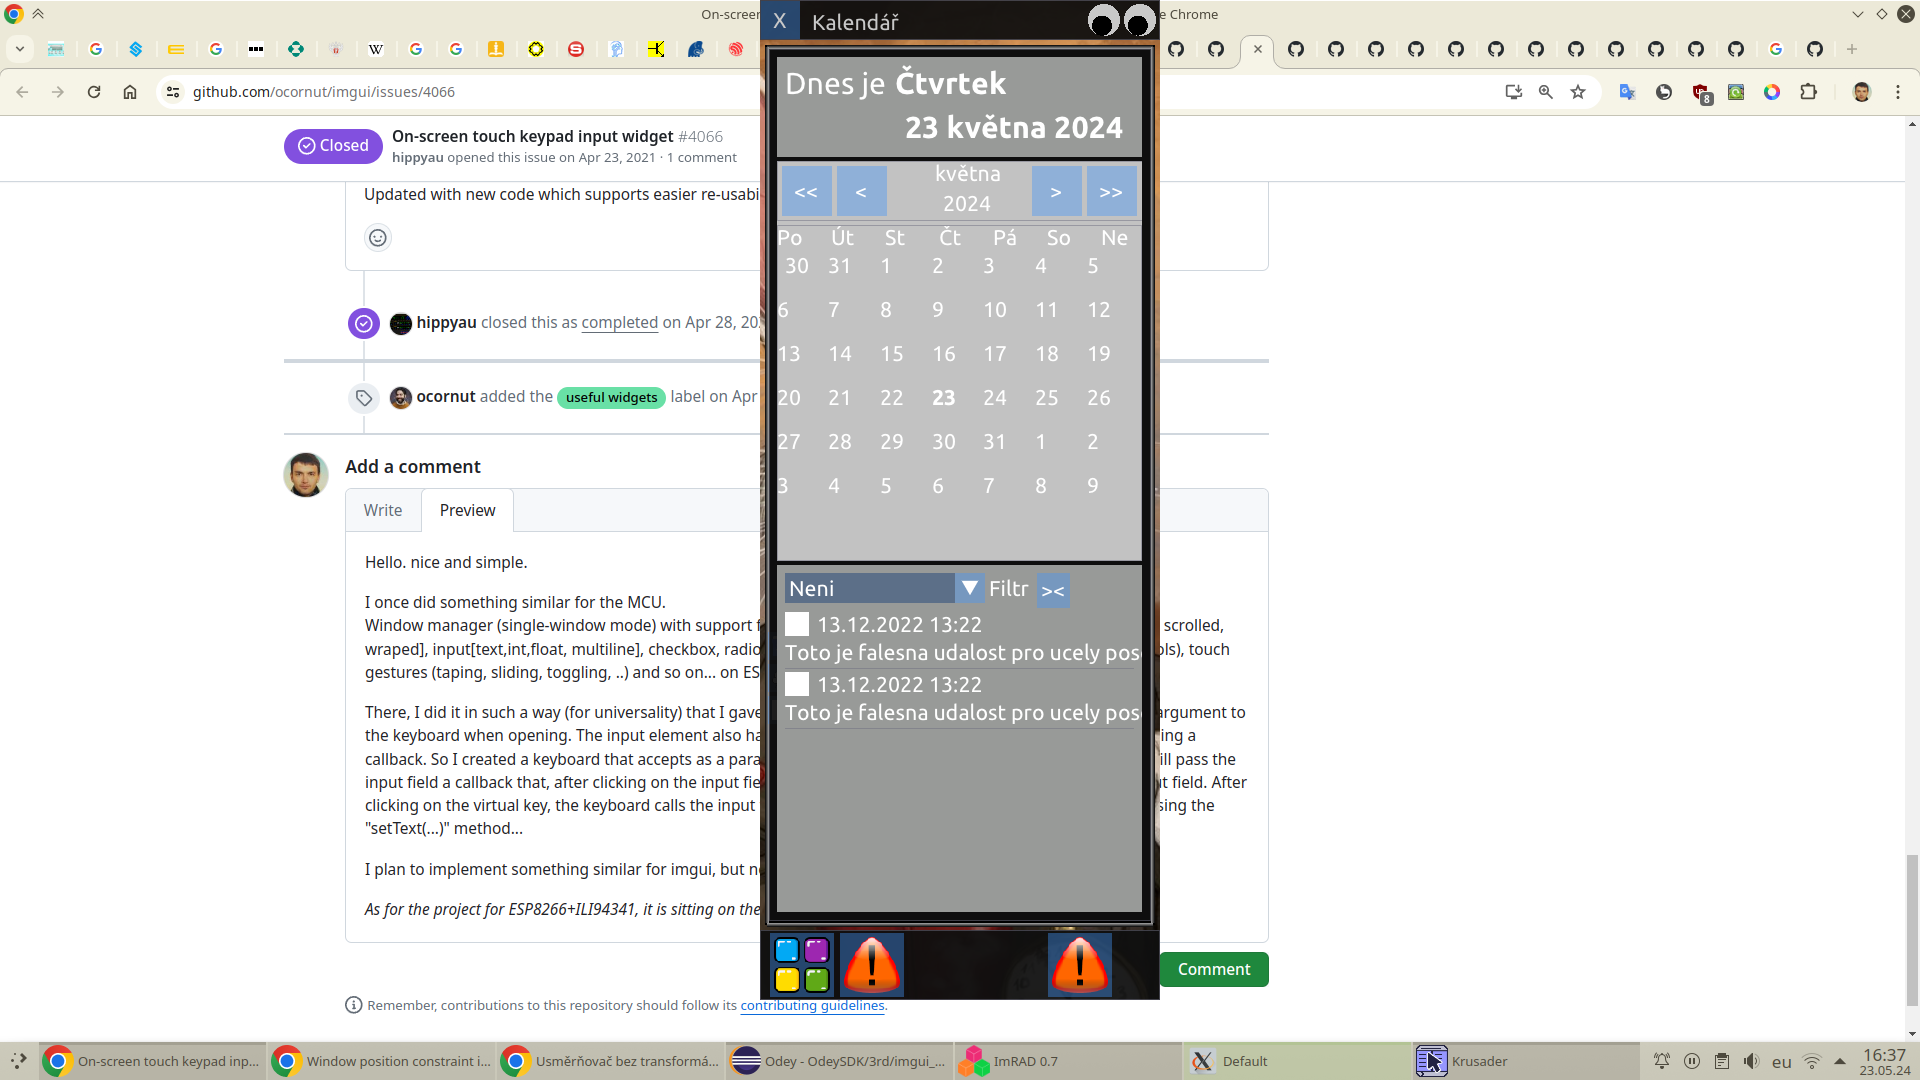 On-screen
e Chrome
X Kalendář
github.com/ocornut/imgui/issues/4066
8
Closed
On-screen touch keypad input widget #4066
hippyau opened this issue on Apr 23, 2021 · 1 comment
Updated with new code which supports easier re-usabi
hippyau closed this as completed on Apr 28, 20
ocornut added the useful widgets label on Apr
Add a comment
Write Preview
Hello. nice and simple.
I once did something similar for the MCU.
Window manager (single-window mode) with support f
scrolled,
wraped], input[text,int,float, multiline], checkbox, radio
ols), touch
gestures (taping, sliding, toggling, ..) and so on... on ES
There, I did it in such a way (for universality) that I gave
argument to
the keyboard when opening. The input element also ha
ing a
callback. So I created a keyboard that accepts as a para
ill pass the
input field a callback that, after clicking on the input fie
t field. After
clicking on the virtual key, the keyboard calls the input
sing the
"setText(...)" method...
I plan to implement something similar for imgui, but n
As for the project for ESP8266+ILI94341, it is sitting on the
Comment
Remember, contributions to this repository should follow its contributing guidelines.
Dnes je Čtvrtek
23 května 2024
<< < května > >>
2024
Po Út St Čt Pá So Ne
30 31 1 2 3 4 5
6 7 8 9 10 11 12
13 14 15 16 17 18 19
20 21 22 23 24 25 26
27 28 29 30 31 1 2
3 4 5 6 7 8 9
Neni Filtr ><
13.12.2022 13:22
Toto je falesna udalost pro ucely pos
13.12.2022 13:22
Toto je falesna udalost pro ucely pos
On-screen touch keypad inp...
Window position constraint i...
Usměrňovač bez transformá...
Odey - OdeySDK/3rd/imgui_...
ImRAD 0.7
Default
Krusader
eu
16:37
23.05.24